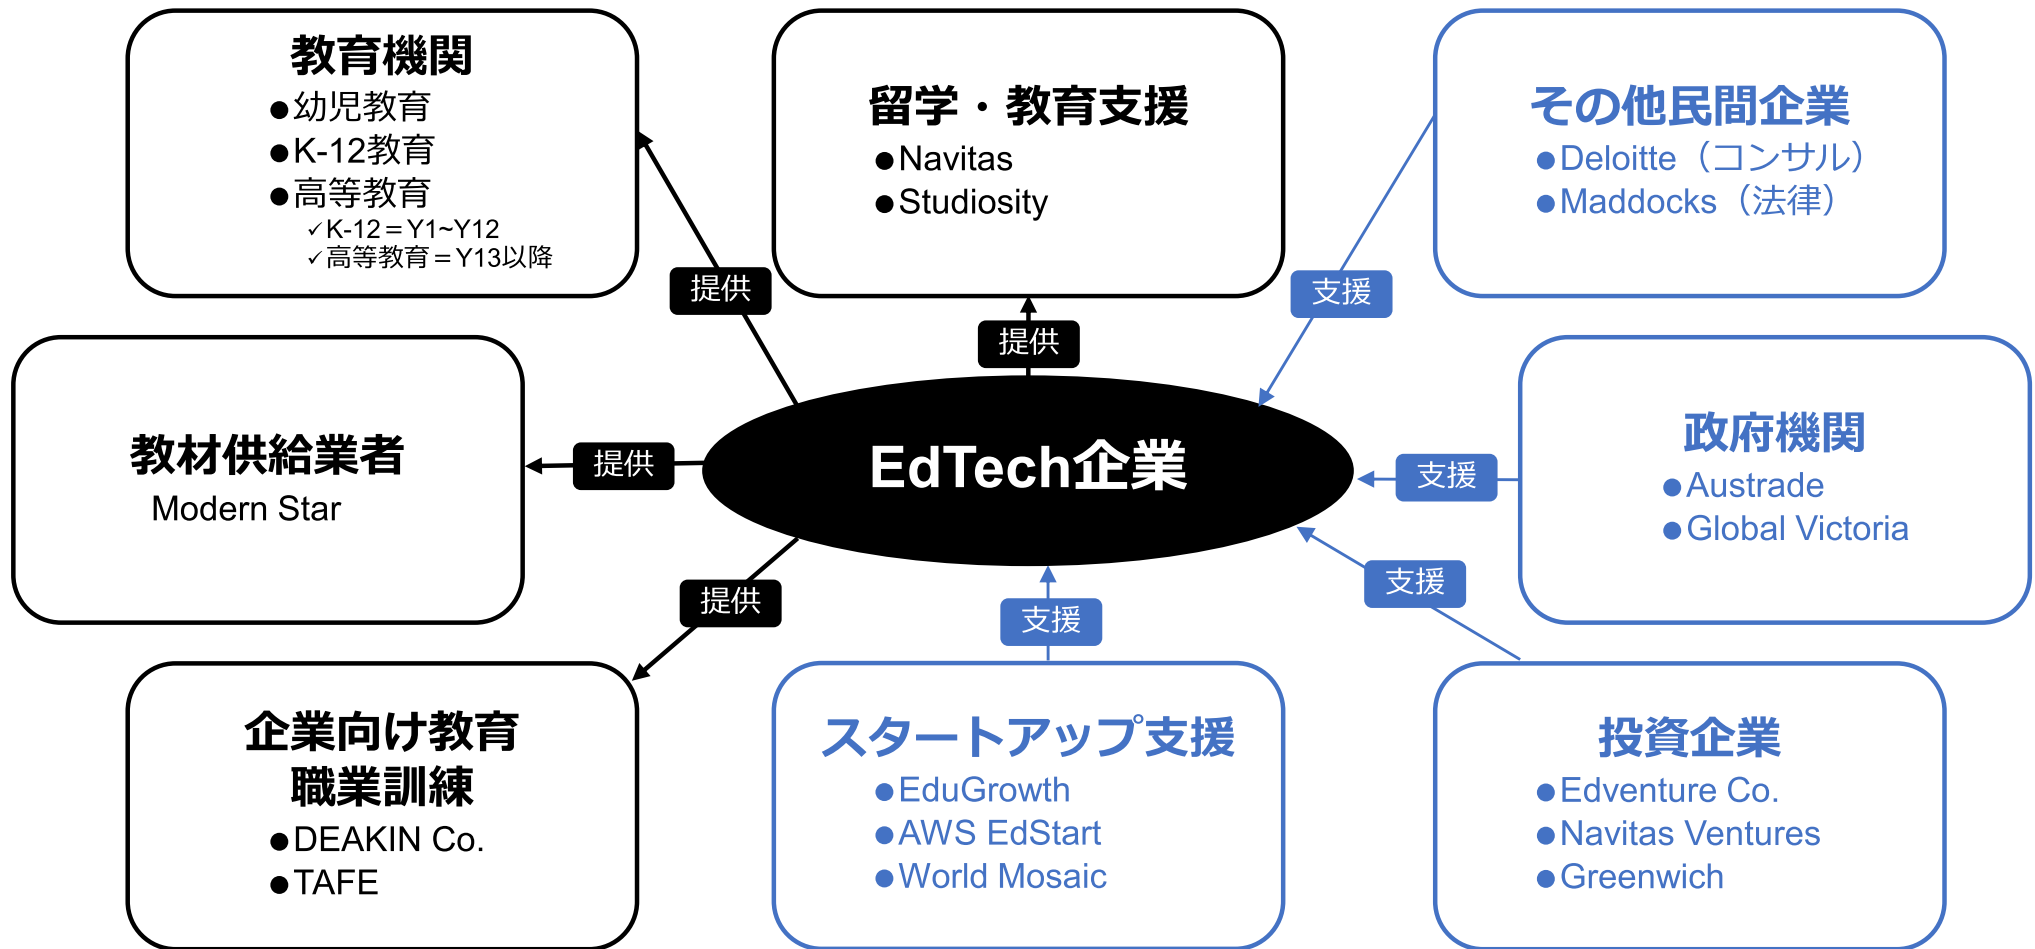 教育機関
●幼児教育
●K-12教育
●高等教育
✓K-12＝Y1~Y12
✓高等教育＝Y13以降
留学・教育支援
●Navitas
●Studiosity
その他民間企業
●Deloitte（コンサル）
●Maddocks（法律）
提供
提供
支援
教材供給業者
Modern Star
提供
EdTech企業
支援
政府機関
●Austrade
●Global Victoria
提供
支援
支援
企業向け教育
職業訓練
●DEAKIN Co.
●TAFE
スタートアップ支援
●EduGrowth
●AWS EdStart
●World Mosaic
投資企業
●Edventure Co.
●Navitas Ventures
●Greenwich